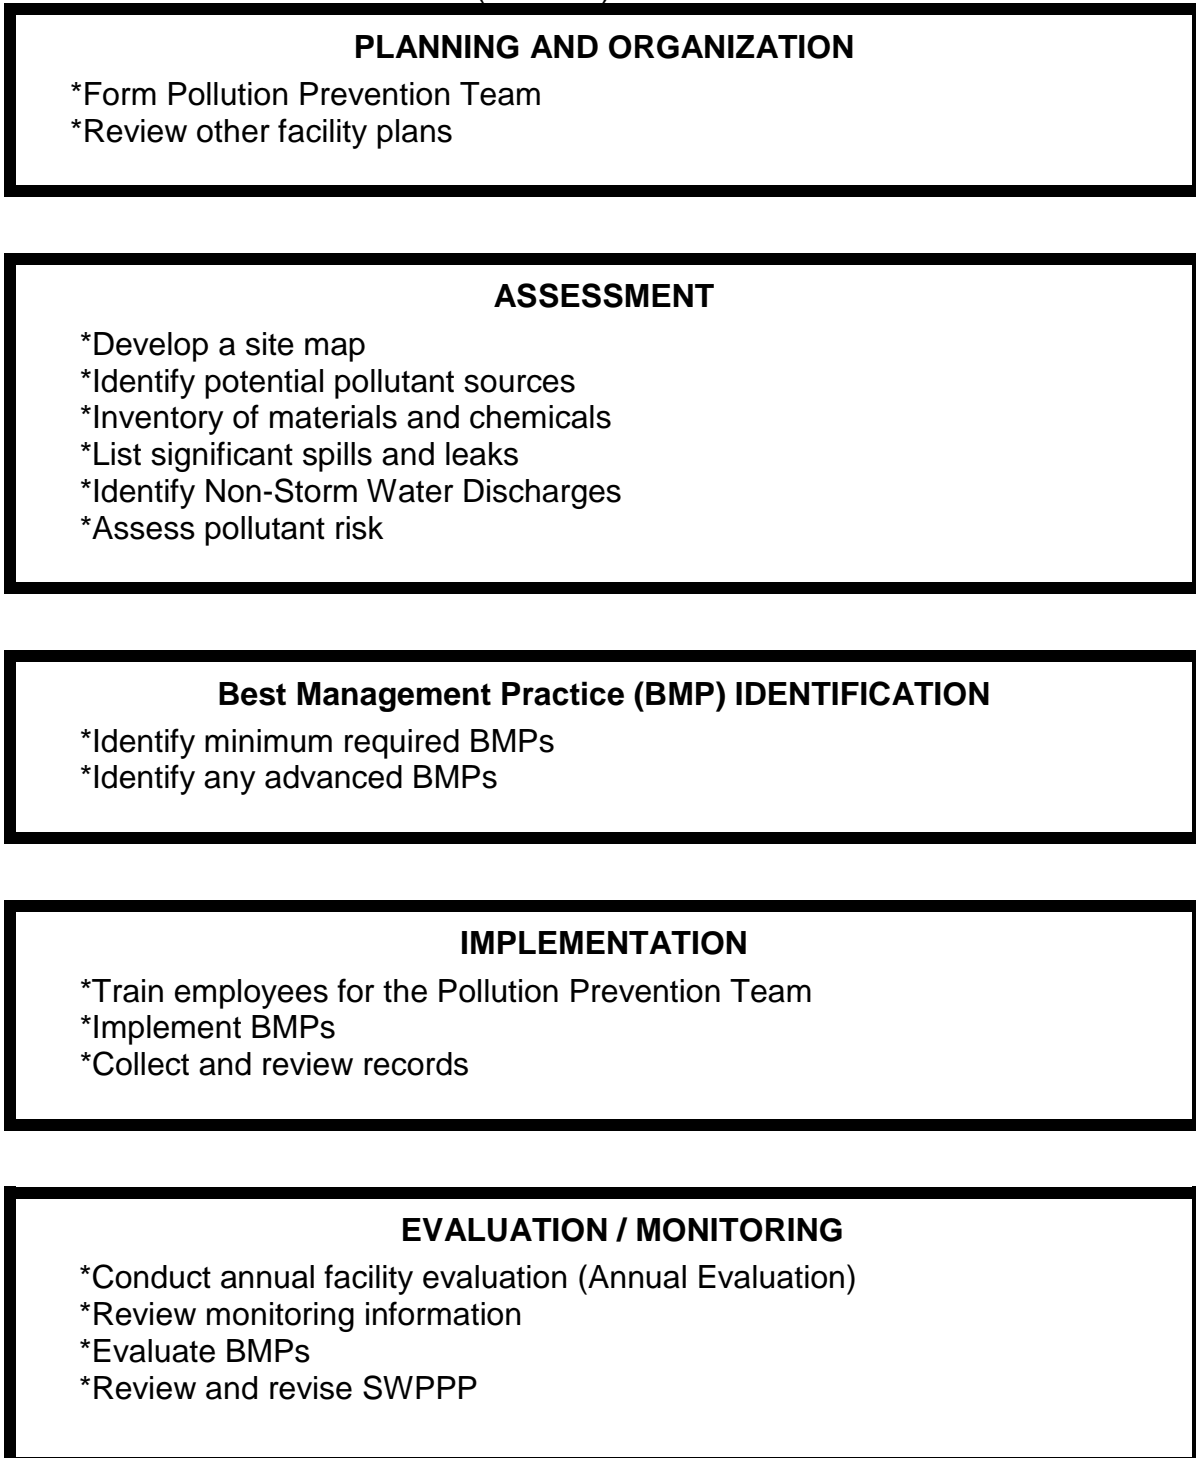 PLANNING AND ORGANIZATION
*Form Pollution Prevention Team
*Review other facility plans
ASSESSMENT
*Develop a site map
*Identify potential pollutant sources
*Inventory of materials and chemicals
*List significant spills and leaks
*Identify Non-Storm Water Discharges
*Assess pollutant risk
Best Management Practice (BMP) IDENTIFICATION
*Identify minimum required BMPs
*Identify any advanced BMPs
IMPLEMENTATION
*Train employees for the Pollution Prevention Team
*Implement BMPs
*Collect and review records
EVALUATION / MONITORING
*Conduct annual facility evaluation (Annual Evaluation)
*Review monitoring information
*Evaluate BMPs
*Review and revise SWPPP